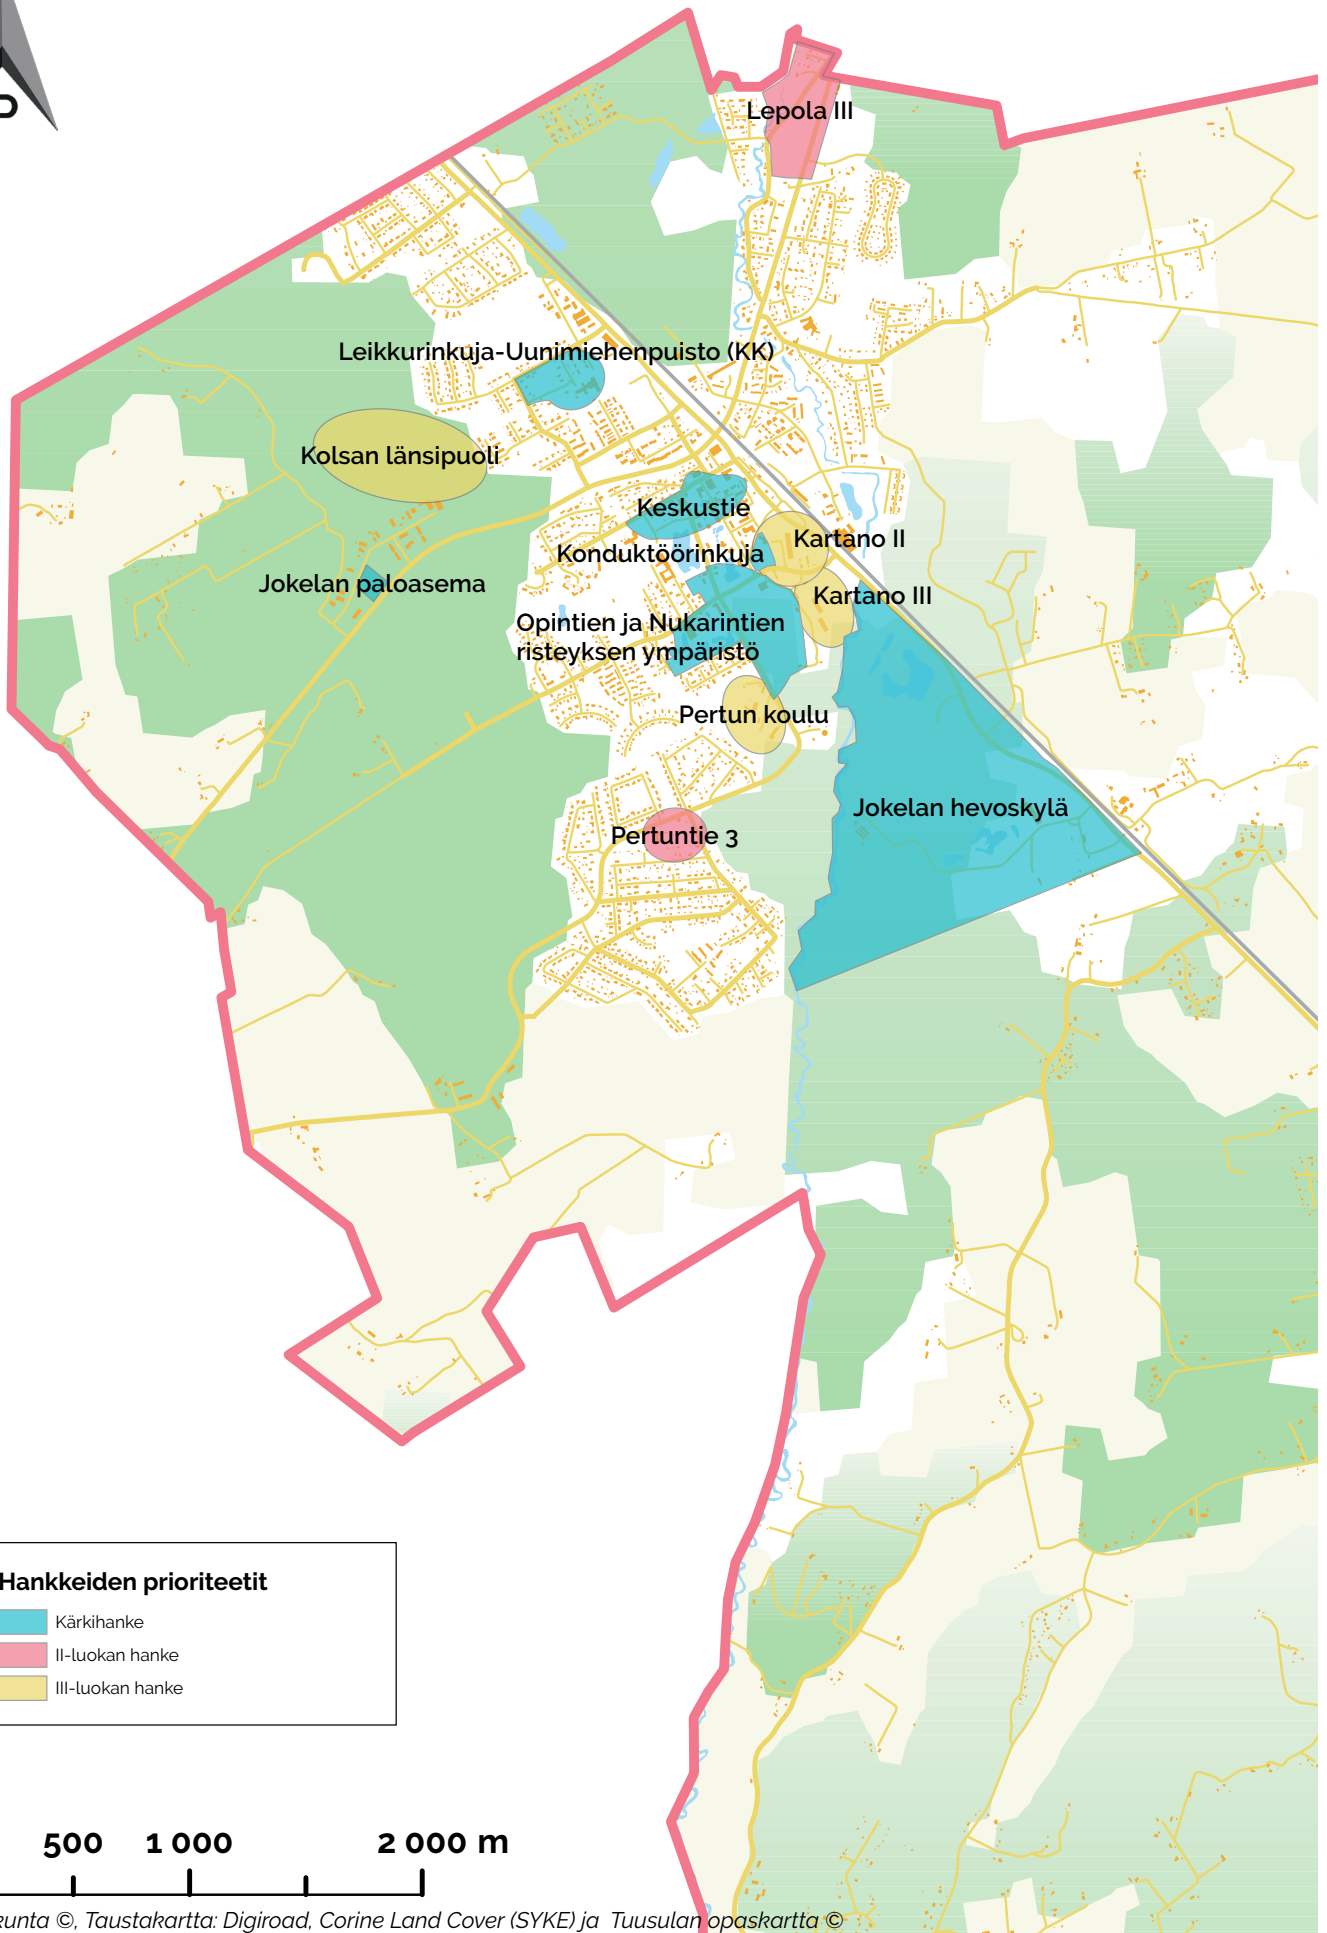 Lepola III
Leikkurinkuja-Uunimiehenpuisto (KK)
Kolsan länsipuoli
Keskustie
Kartano II
Konduktöörinkuja
Jokelan paloasema
Kartano III
Opintien ja Nukarintien
risteyksen ympäristö
Pertun koulu
Jokelan hevoskylä
Pertuntie 3
Hankkeiden prioriteetit
Kärkihanke
II-luokan hanke
III-luokan hanke
500 1 000 2 000 m
kunta ©, Taustakartta: Digiroad, Corine Land Cover (SYKE) ja Tuusulan opaskartta ©